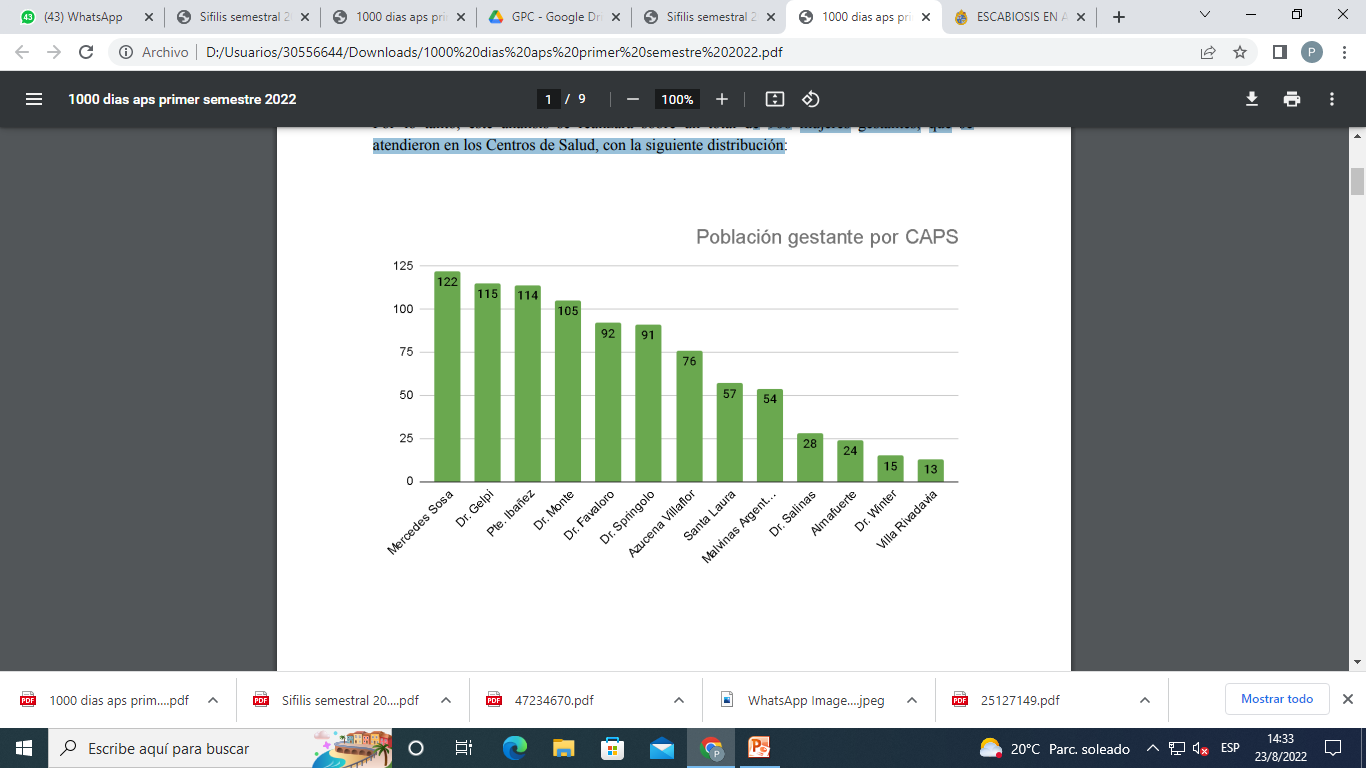 (43) WhatsApp
Sifilis semestral 2
1000 dias aps pri
GPC - Google Dri
Sifilis semestral 2
1000 dias aps pri
ESCABIOSIS EN A
Archivo
D:/Usuarios/30556644/Downloads/1000%20dias%20aps%20primer%20semestre%202022.pdf
P
1000 dias aps primer semestre 2022
1 / 9
100%
atendieron en los Centros de Salud, con la siguiente distribución:
Población gestante por CAPS
125
100
75
50
25
0
122
115
114
105
92
91
76
57
54
28
24
15
13
Mercedes Sosa
Dr. Gelpi
Pte. Ibañez
Dr. Monte
Dr. Favaloro
Dr. Springolo
Azucena Villaflor
Santa Laura
Malvinas Argent...
Dr. Salinas
Almafuerte
Dr. Winter
Villa Rivadavia
1000 dias aps prim....pdf
Sifilis semestral 20....pdf
47234670.pdf
WhatsApp Image....jpeg
25127149.pdf
Mostrar todo
Escribe aquí para buscar
20°C Parc. soleado
ESP
14:33
23/8/2022